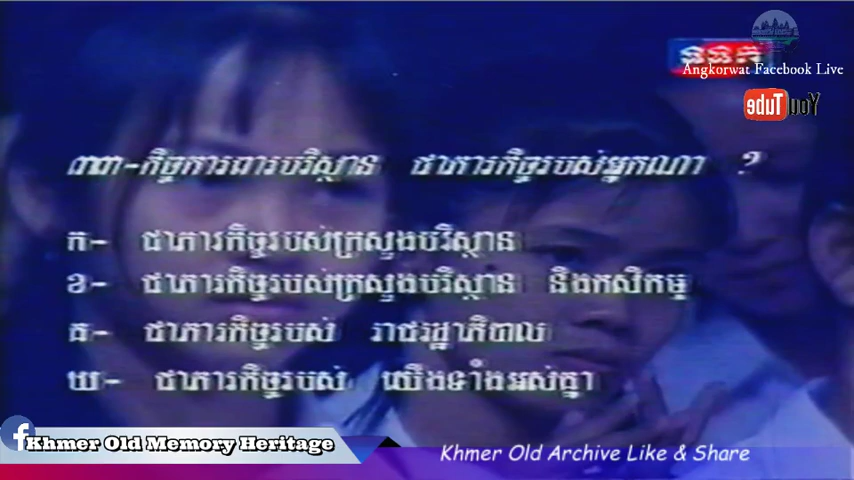 ទទក
Angkorwat Facebook Live
YouTube
៣៣-កិច្ចការពារបរិស្ថាន ជាភារកិច្ចរបស់អ្នកណា ?
ក- ជាភារកិច្ចរបស់ក្រសួងបរិស្ថាន
ខ- ជាភារកិច្ចរបស់ក្រសួងបរិស្ថាន និងកសិកម្ម
គ- ជាភារកិច្ចរបស់ រាជរដ្ឋាភិបាល
ឃ- ជាភារកិច្ចរបស់ យើងទាំងអស់គ្នា
Khmer Old Memory Heritage
Khmer Old Archive Like & Share